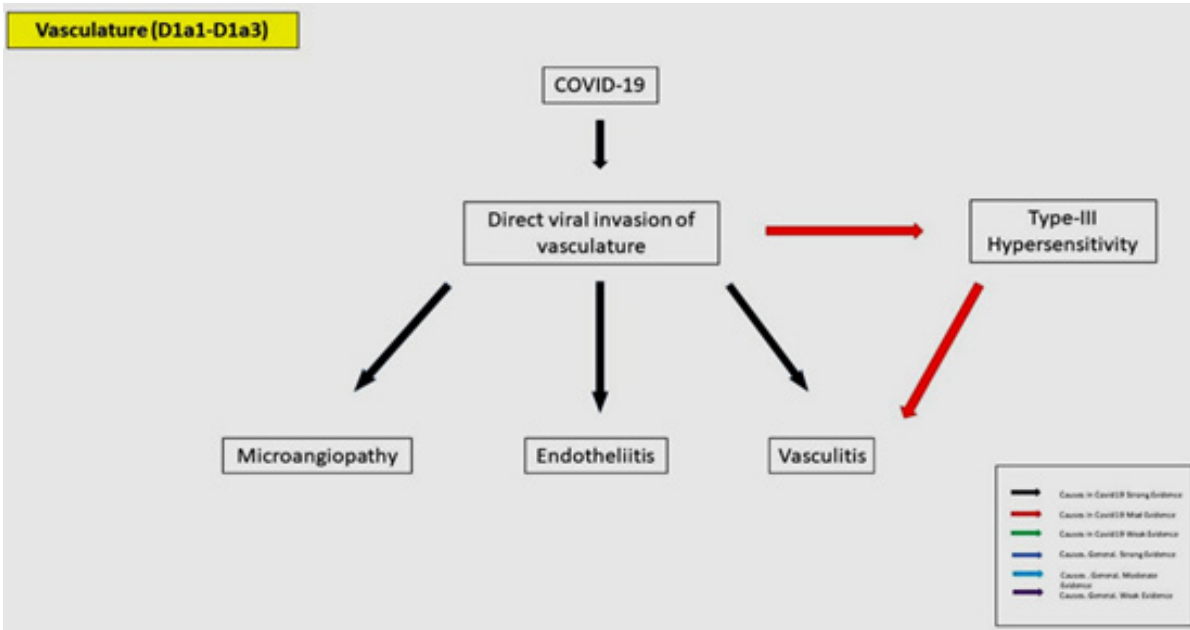 Vasculature (D1a1-D1a3)
COVID-19
Direct viral invasion of
vasculature
Type-III
Hypersensitivity
Microangiopathy
Endotheliitis
Vasculitis
Causes in Covid19 Strong Evidence
Causes in Covid19 Mod Evidence
Causes in Covid19 Weak Evidence
Causes, General, Strong Evidence
Causes, General, Moderate
Evidence
Causes, General, Weak Evidence